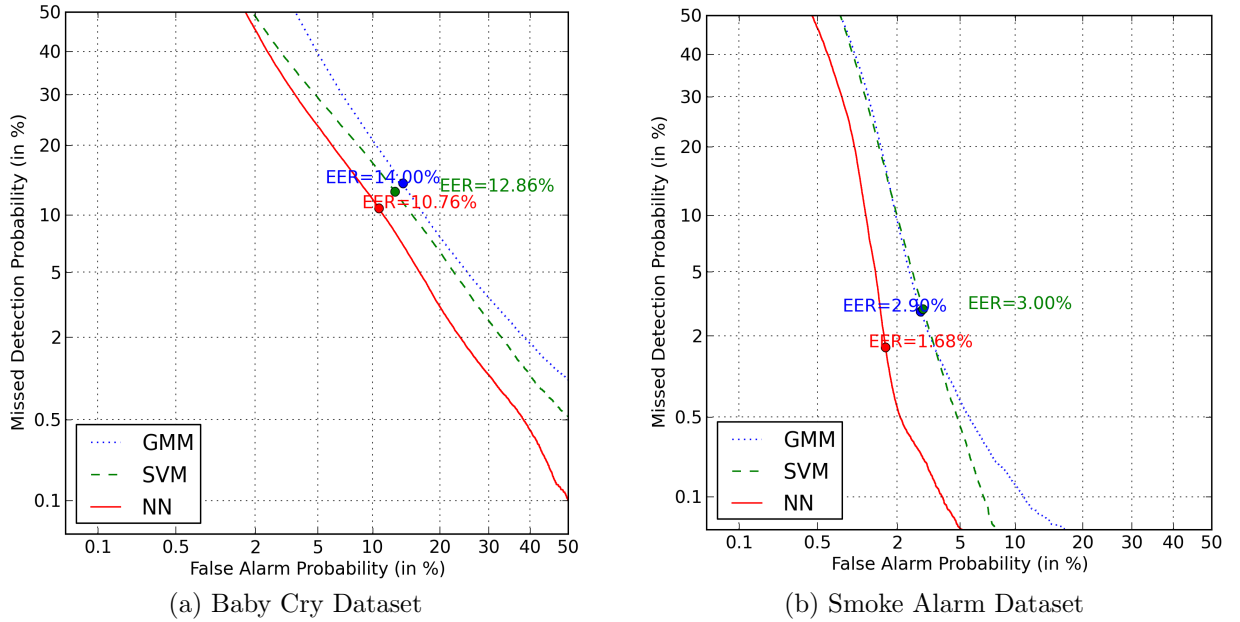 50
40
30
20
10
5
2
0.5
0.1
Missed Detection Probability (in %)
EER=14.00%
EER=12.86%
EER=10.76%
GMM
SVM
NN
0.1 0.5 2 5 10 20 30 40 50
False Alarm Probability (in %)
(a) Baby Cry Dataset
50
40
30
20
10
5
2
0.5
0.1
Missed Detection Probability (in %)
EER=2.90%
EER=3.00%
EER=1.68%
GMM
SVM
NN
0.1 0.5 2 5 10 20 30 40 50
False Alarm Probability (in %)
(b) Smoke Alarm Dataset